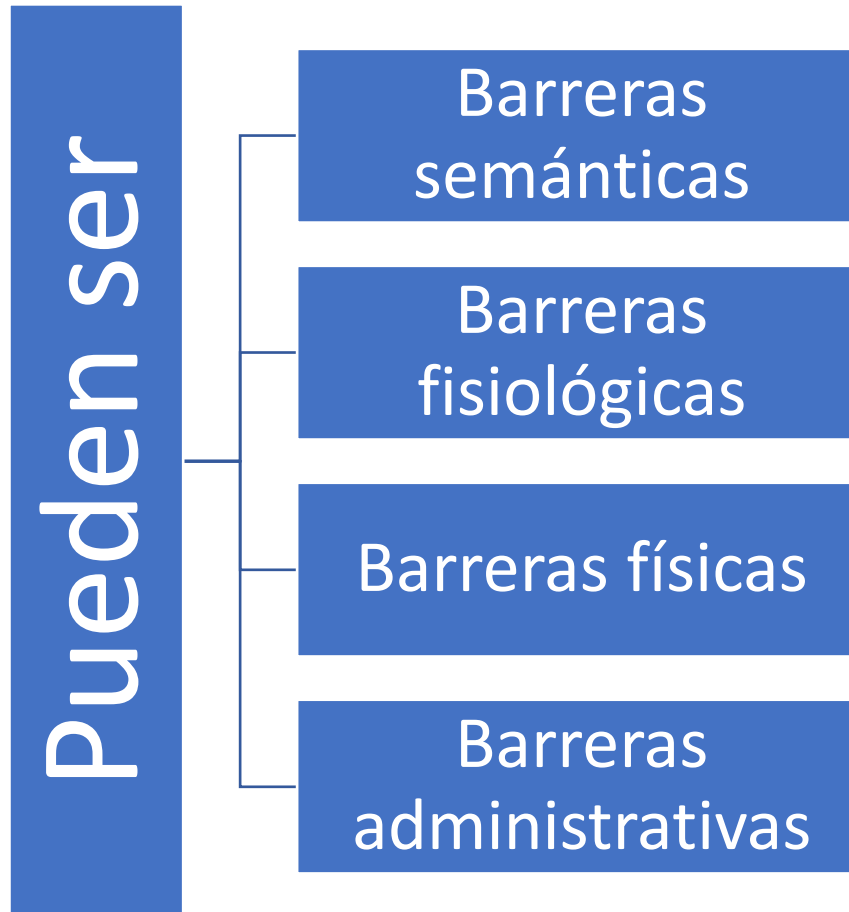 Pueden ser
Barreras
semánticas
Barreras
fisiológicas
Barreras físicas
Barreras
administrativas